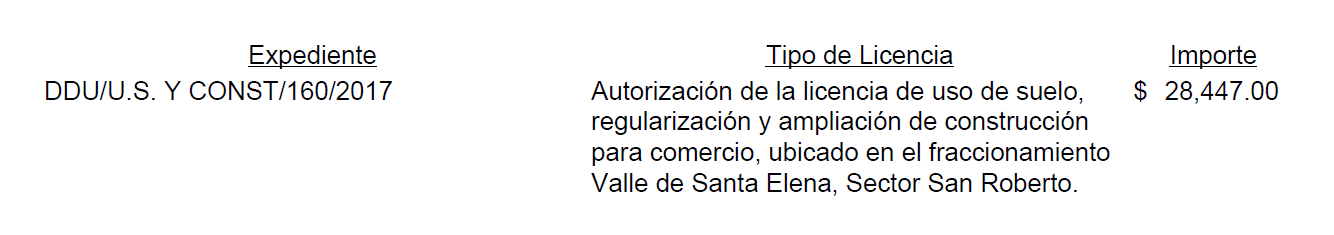 Expediente Tipo de Licencia Importe
DDU/U.S. Y CONST/160/2017 Autorización de la licencia de uso de suelo, $ 28,447.00
regularización y ampliación de construcción
para comercio, ubicado en el fraccionamiento
Valle de Santa Elena, Sector San Roberto.